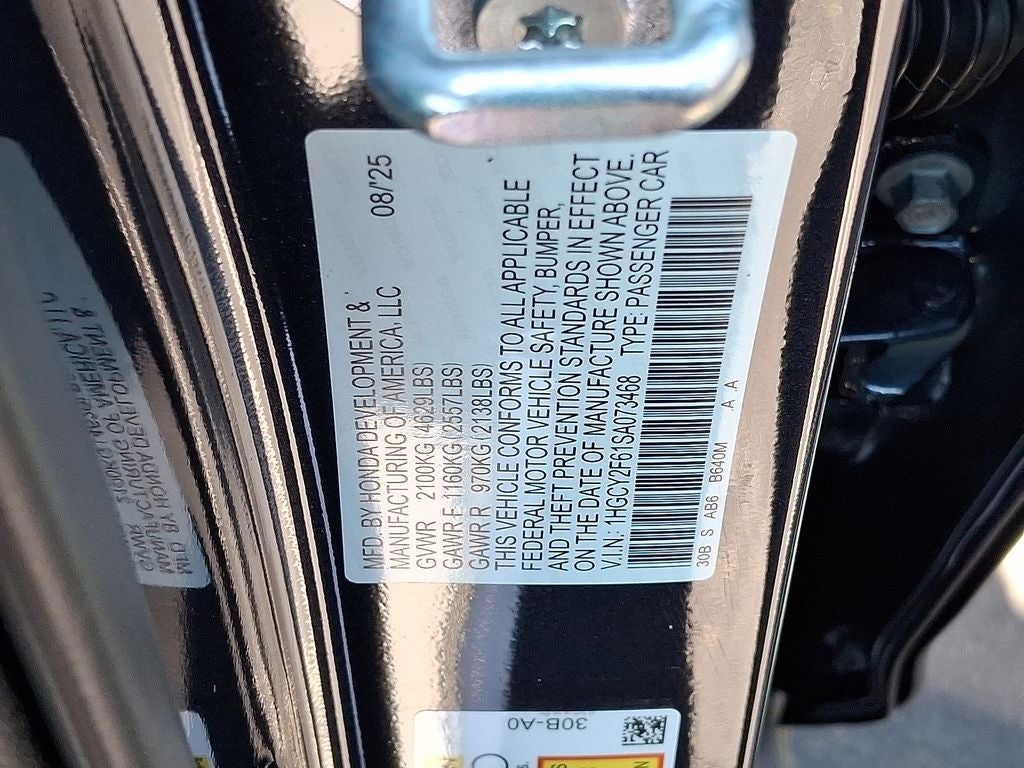 08/'25
MFD. BY HONDA DEVELOPMENT &
MANUFACTURING OF AMERICA, LLC
GVWR 2100KG(4629LBS)
GAWR F 1160KG(2557LBS)
GAWR R 970KG(2138LBS)
THIS VEHICLE CONFORMS TO ALL APPLICABLE
FEDERAL MOTOR VEHICLE SAFETY, BUMPER,
AND THEFT PREVENTION STANDARDS IN EFFECT
ON THE DATE OF MANUFACTURE SHOWN ABOVE.
V.I.N.: 1HGCY2F61SA073468 TYPE: PASSENGER CAR
30B S AB6 B640M A A
30B-A0